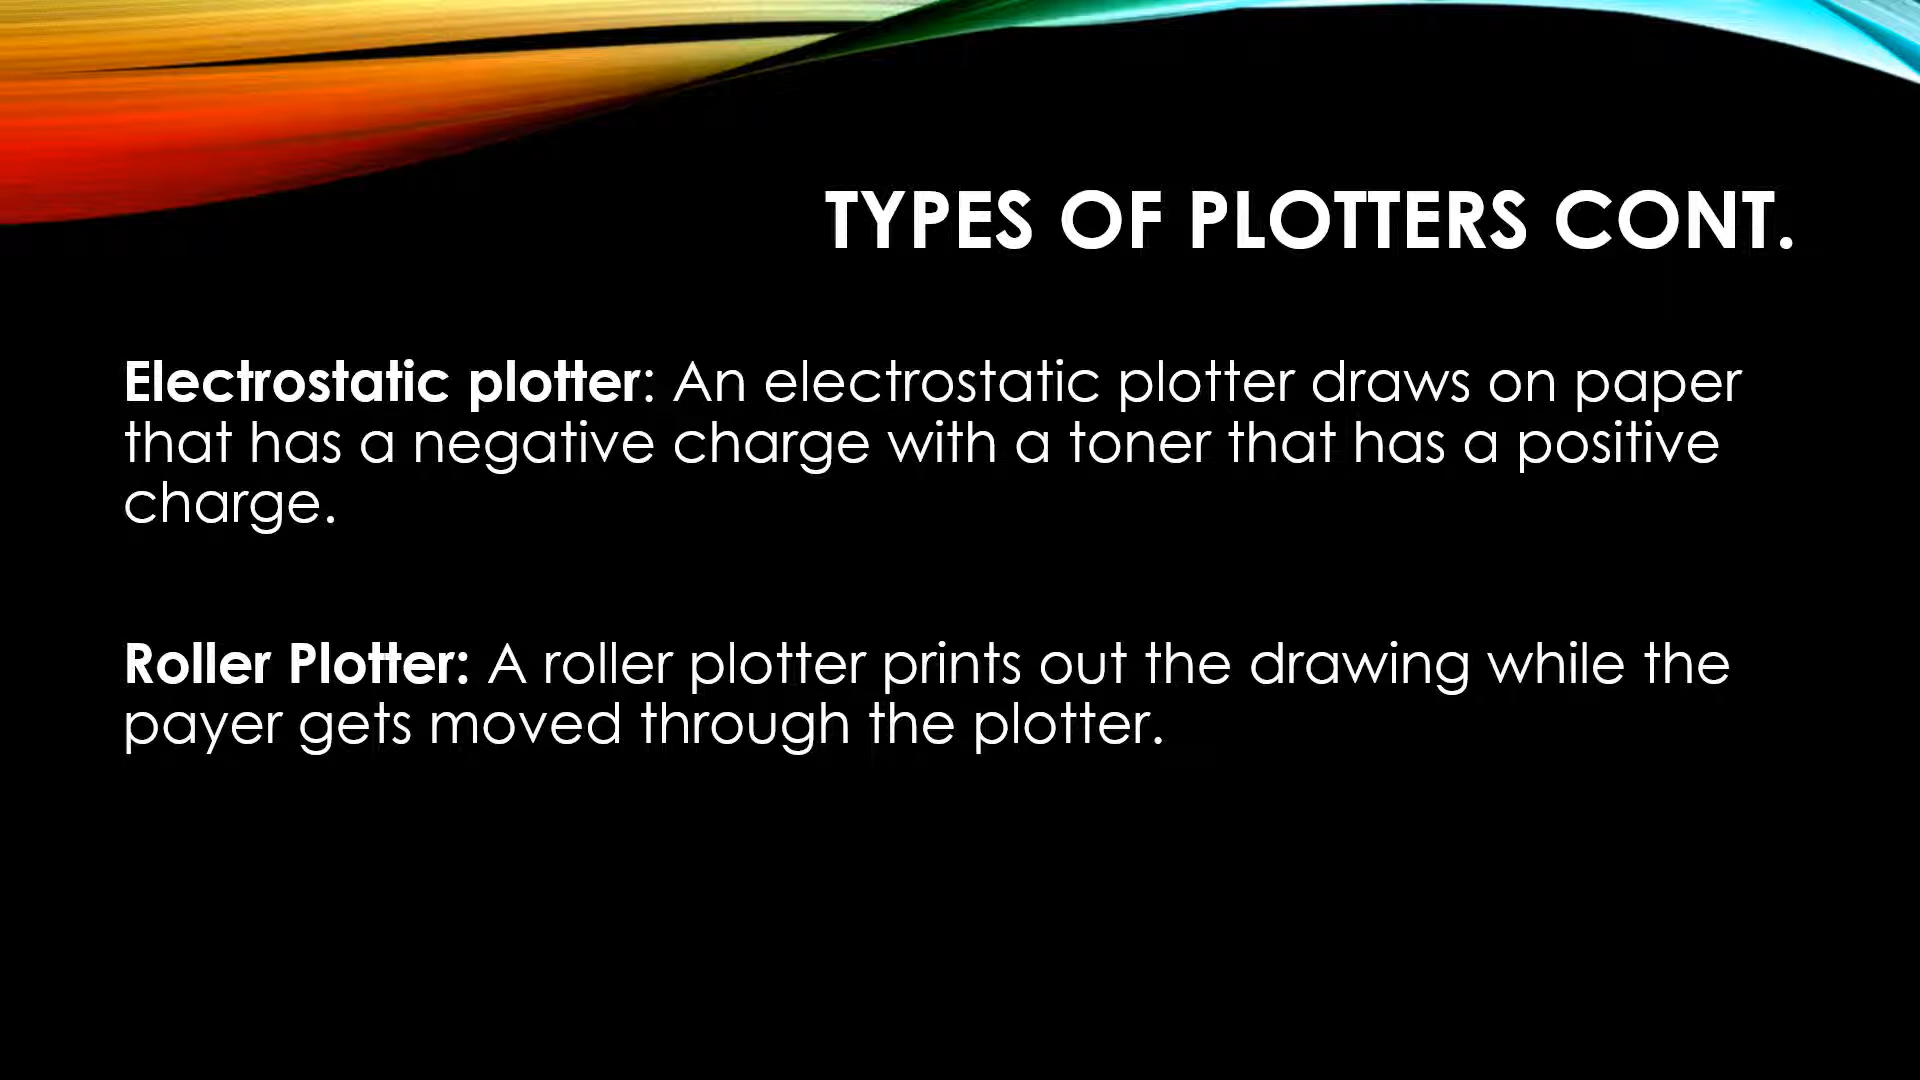 TYPES OF PLOTTERS CONT.
Electrostatic plotter: An electrostatic plotter draws on paper
that has a negative charge with a toner that has a positive
charge.
Roller Plotter: A roller plotter prints out the drawing while the
payer gets moved through the plotter.